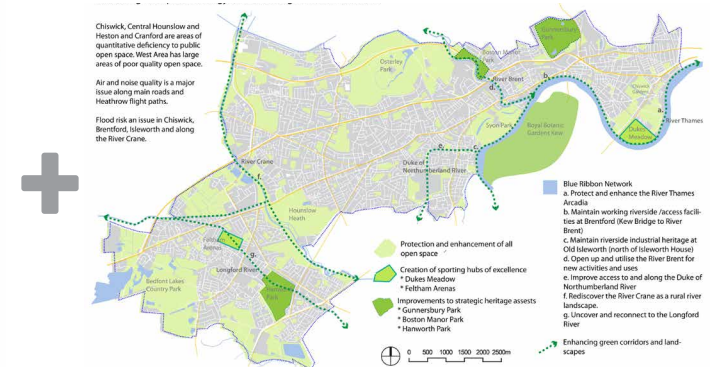 Chiswick, Central Hounslow and
Heston and Cranford are areas of
quantitative deficiency to public
open space. West Area has large
areas of poor quality open space.
Air and noise quality is a major
issue along main roads and
Heathrow flight paths.
Flood risk an issue in Chiswick,
Brentford, Isleworth and along
the River Crane.
Gunnersbury
Park
Boston Manor
Park
Osterley
Park
River Brent
d.
b.
Chiswick
Gardens
a.
River Thames
Dukes
Meadow
Syon Park
Royal Botanic
Gardens Kew
e.
c.
River Crane
Duke of
Northumberland River
f.
Hounslow
Heath
Feltham
Arenas
g.
Longford River
Hanworth
Park
Bedfont Lakes
Country Park
Protection and enhancement of all
open space
Creation of sporting hubs of excellence
* Dukes Meadow
* Feltham Arenas
Improvements to strategic heritage assests
* Gunnersbury Park
* Boston Manor Park
* Hanworth Park
0 500 1000 1500 2000 2500m
Blue Ribbon Network
a. Protect and enhance the River Thames
Arcadia
b. Maintain working riverside /access facili-
ties at Brentford (Kew Bridge to River
Brent)
c. Maintain riverside industrial heritage at
Old Isleworth (north of Isleworth House)
d. Open up and utilise the River Brent for
new activities and uses
e. Improve access to and along the Duke of
Northumberland River
f. Rediscover the River Crane as a rural river
landscape.
g. Uncover and reconnect to the Longford
River
Enhancing green corridors and land-
scapes